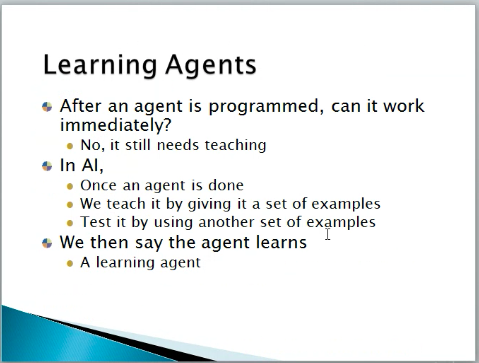 Learning Agents
After an agent is programmed, can it work
immediately?
No, it still needs teaching
In AI,
Once an agent is done
We teach it by giving it a set of examples
Test it by using another set of examples
We then say the agent learns
A learning agent